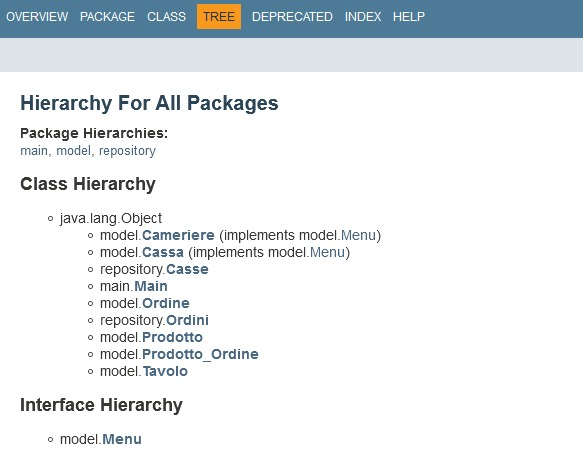 OVERVIEW PACKAGE CLASS TREE DEPRECATED INDEX HELP
Hierarchy For All Packages
Package Hierarchies:
main, model, repository
Class Hierarchy
java.lang.Object
model.Cameriere (implements model.Menu)
model.Cassa (implements model.Menu)
repository.Casse
main.Main
model.Ordine
repository.Ordini
model.Prodotto
model.Prodotto_Ordine
model.Tavolo
Interface Hierarchy
model.Menu